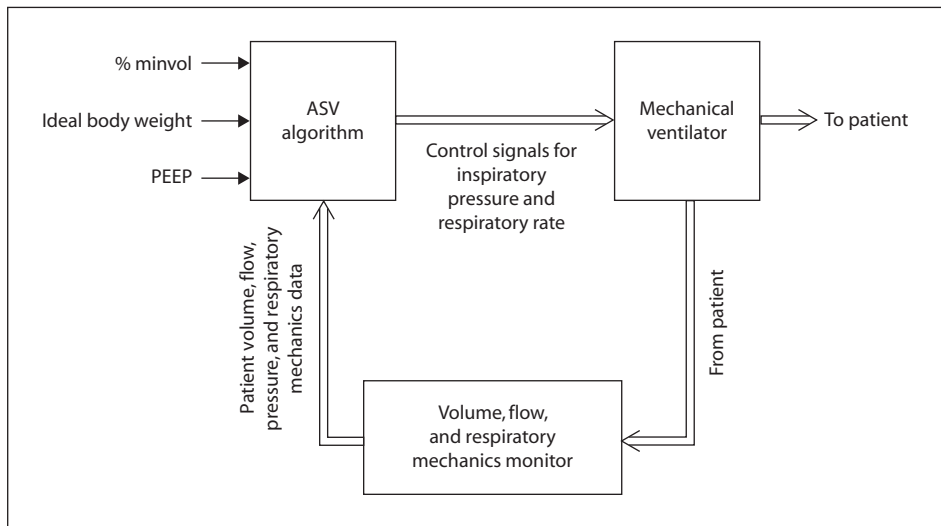 % minvol
Ideal body weight
PEEP
ASV
algorithm
Control signals for
inspiratory
pressure and
respiratory rate
Mechanical
ventilator
To patient
Patient volume, flow,
pressure, and respiratory
mechanics data
From patient
Volume, flow,
and respiratory
mechanics monitor